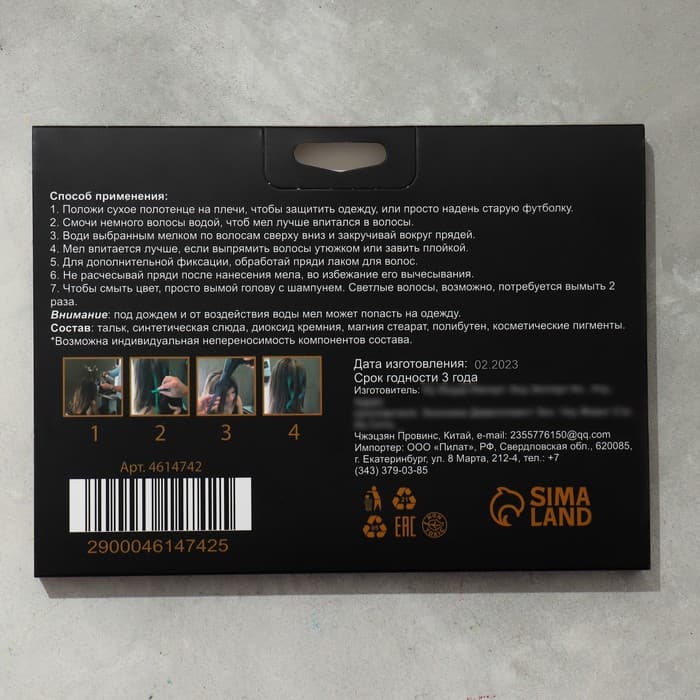 Способ применения:
1. Положи сухое полотенце на плечи, чтобы защитить одежду, или просто надень старую футболку.
2. Смочи немного волосы водой, чтоб мел лучше впитался в волосы.
3. Води выбранным мелком по волосам сверху вниз и закручивай вокруг прядей.
4. Мел впитается лучше, если выпрямить волосы утюжком или завить плойкой.
5. Для дополнительной фиксации, обработай пряди лаком для волос.
6. Не расчесывай пряди после нанесения мела, во избежание его вычесывания.
7. Чтобы смыть цвет, просто вымой голову с шампунем. Светлые волосы, возможно, потребуется вымыть 2
раза.
Внимание: под дождем и от воздействия воды мел может попасть на одежду.
Состав: тальк, синтетическая слюда, диоксид кремния, магния стеарат, полибутен, косметические пигменты.
*Возможна индивидуальная непереносимость компонентов состава.
1 2 3 4
Арт. 4614742
2900046147425
Дата изготовления: 02.2023
Срок годности 3 года
Изготовитель:
Чжэцзян Провинс, Китай, e-mail: 2355776150@qq.com
Импортер: ООО «Пилат», РФ, Свердловская обл., 620085,
г. Екатеринбург, ул. 8 Марта, 212-4, тел.: +7
(343) 379-03-85
21
85
EAC
NON TOXIC
SIMA
LAND